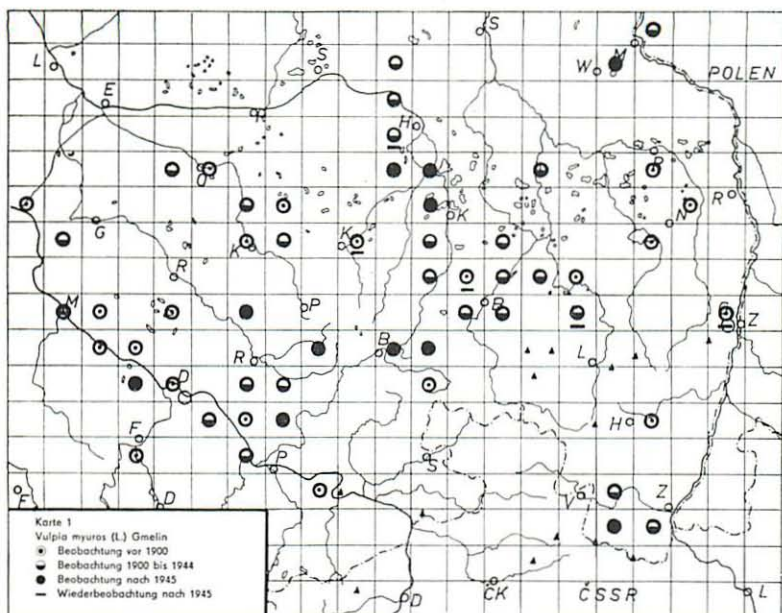 S
S
M
W
L
POLEN
E
R
H
P
O
K
N
R
G
K
K
R
P
M
B
G
Z
R
B
L
D
F
H
P
S
F
D
Z
Karte 1
Vulpia myuros (L.) Gmelin
Beobachtung vor 1900
Beobachtung 1900 bis 1944
Beobachtung nach 1945
Wiederbeobachtung nach 1945
D
ČK
ČSSR
L